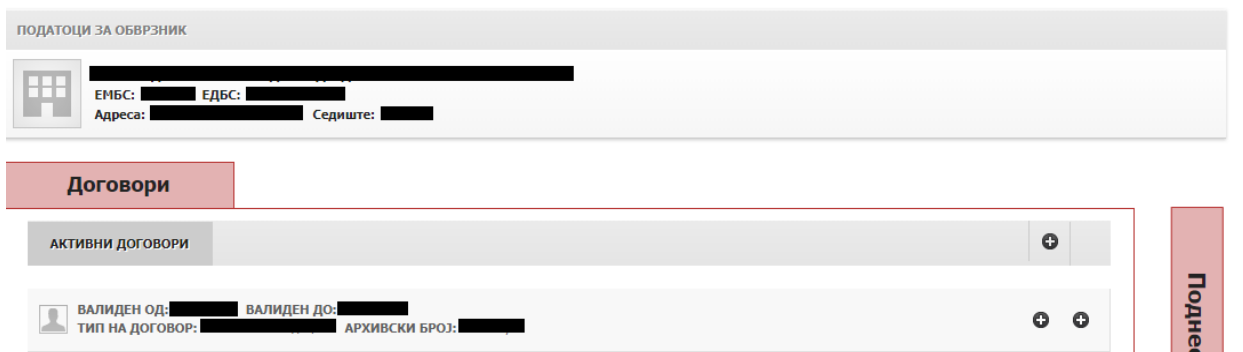 ПОДАТОЦИ ЗА ОБВРЗНИК
ЕМБС: ЕДБС:
Адреса: Седиште:
Договори
АКТИВНИ ДОГОВОРИ
ВАЛИДЕН ОД: ВАЛИДЕН ДО:
ТИП НА ДОГОВОР: АРХИВСКИ БРОЈ: